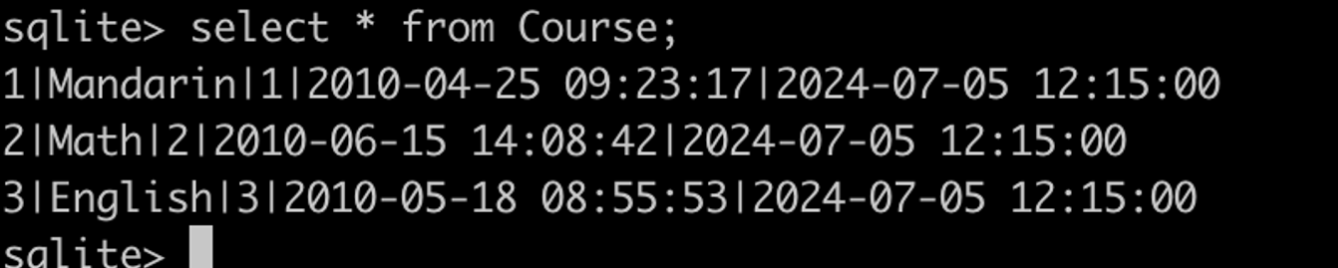 sqlite> select * from Course;
1|Mandarin|1|2010-04-25 09:23:17|2024-07-05 12:15:00
2|Math|2|2010-06-15 14:08:42|2024-07-05 12:15:00
3|English|3|2010-05-18 08:55:53|2024-07-05 12:15:00
sqlite>